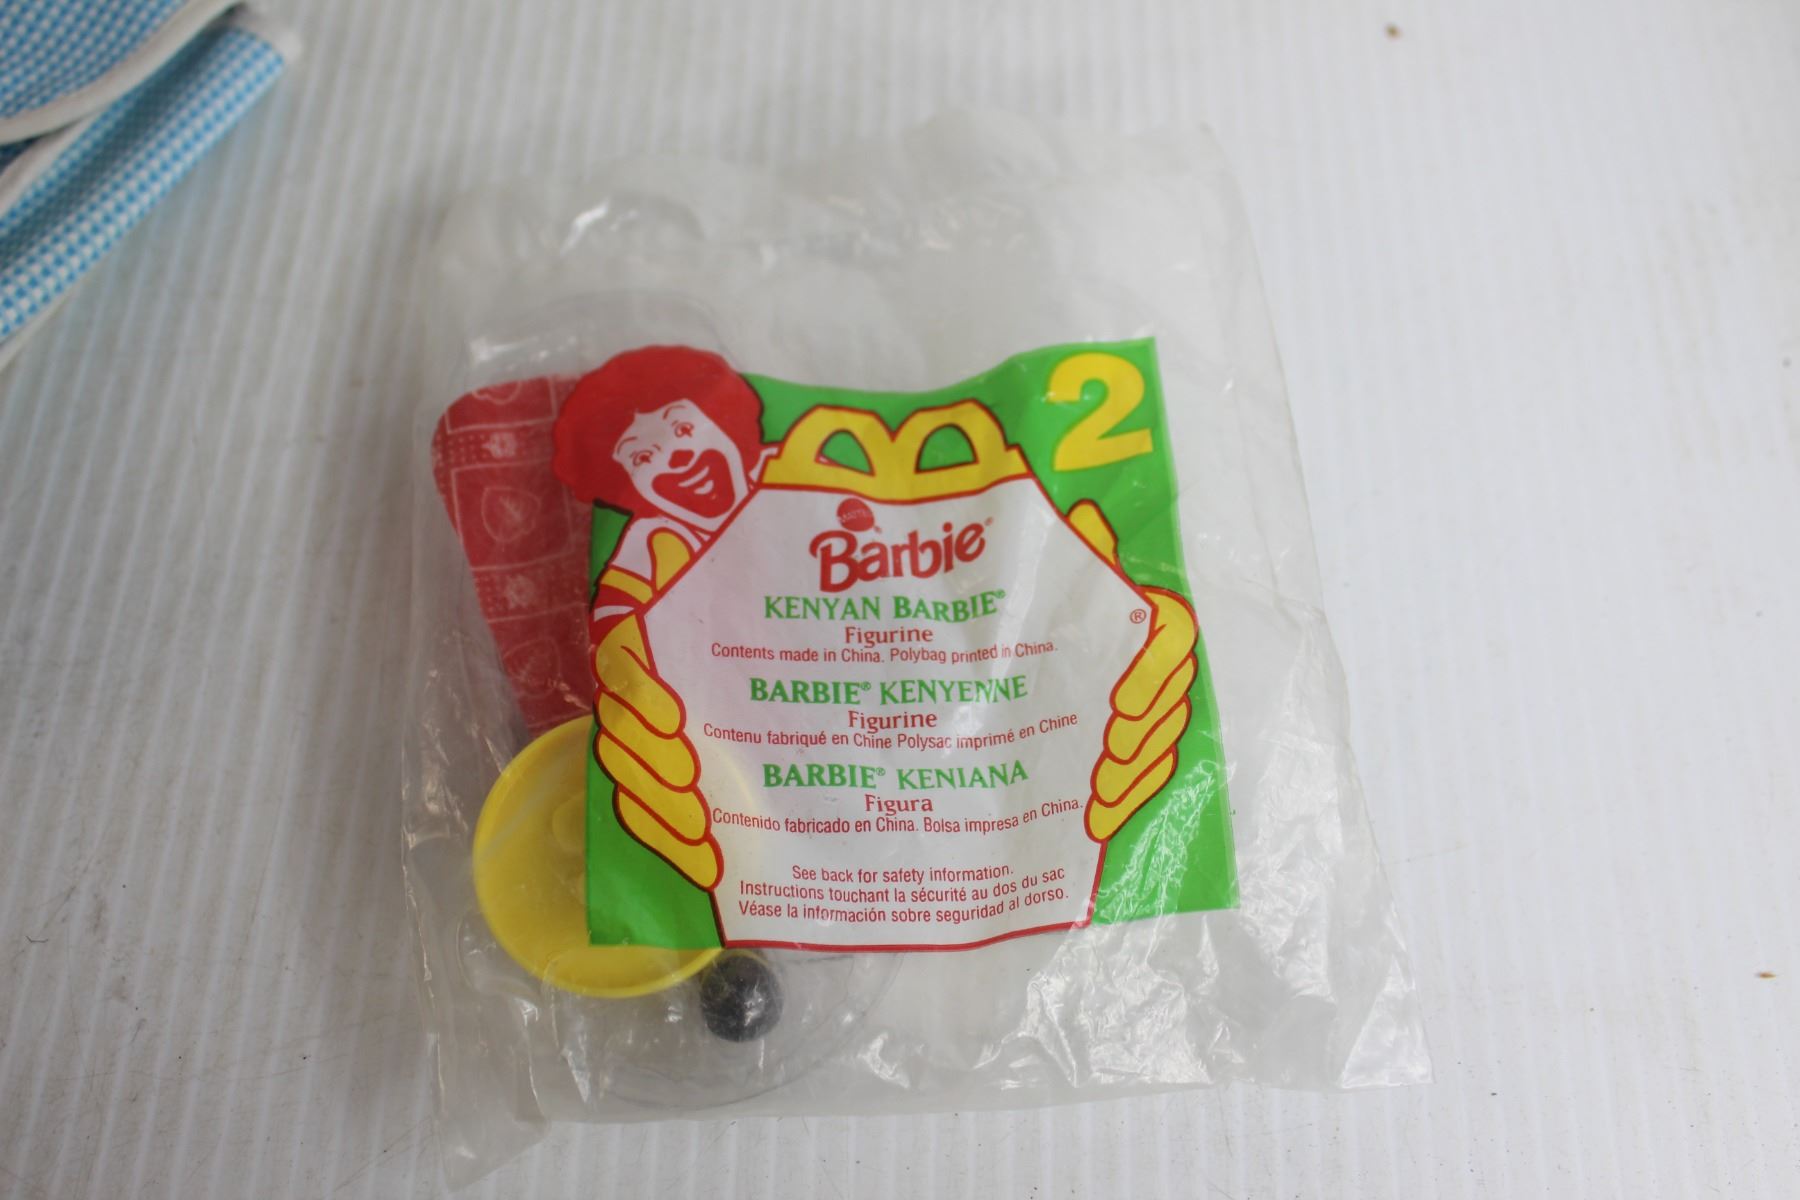 2
MATTEL
Barbie®
KENYAN BARBIE®
Figurine
Contents made in China. Polybag printed in China.
®
BARBIE® KENYENNE
Figurine
Contenu fabriqué en Chine Polysac imprimé en Chine
BARBIE® KENIANA
Figura
Contenido fabricado en China. Bolsa impresa en China.
See back for safety information.
Instructions touchant la sécurité au dos du sac
Véase la información sobre seguridad al dorso.